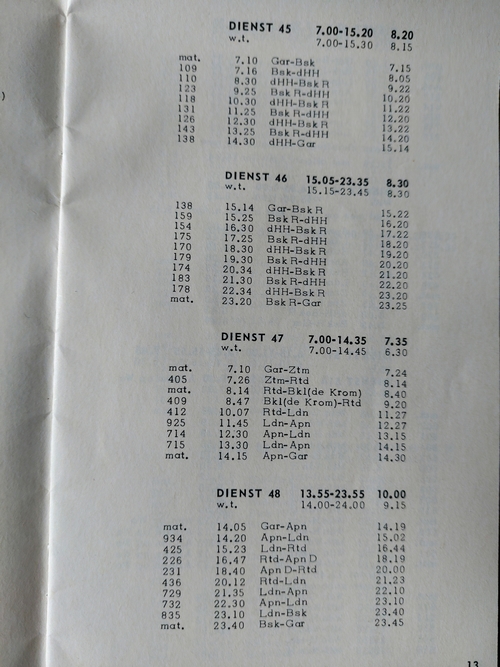 )
DIENST 45 7.00-15.20 8.20
w.t. 7.00-15.30 8.15
mat. 7.10 Gar-Bsk 7.15
109 7.16 Bsk-dHH 8.05
110 8.30 dHH-Bsk R 9.22
123 9.25 Bsk R-dHH 10.20
118 10.30 dHH-Bsk R 11.22
131 11.25 Bsk R-dHH 12.20
126 12.30 dHH-Bsk R 13.22
143 13.25 Bsk R-dHH 14.20
138 14.30 dHH-Gar 15.14
DIENST 46 15.05-23.35 8.30
w.t. 15.15-23.45 8.30
138 15.14 Gar-Bsk R 15.22
159 15.25 Bsk R-dHH 16.20
154 16.30 dHH-Bsk R 17.22
175 17.25 Bsk R-dHH 18.20
170 18.30 dHH-Bsk R 19.20
179 19.30 Bsk R-dHH 20.20
174 20.34 dHH-Bsk R 21.20
183 21.30 Bsk R-dHH 22.20
178 22.34 dHH-Bsk R 23.20
mat. 23.20 Bsk R-Gar 23.25
DIENST 47 7.00-14.35 7.35
w.t. 7.00-14.45 6.30
mat. 7.10 Gar-Ztm 7.24
405 7.26 Ztm-Rtd 8.14
mat. 8.14 Rtd-Bkl(de Krom) 8.40
409 8.47 Bkl(de Krom)-Rtd 9.20
412 10.07 Rtd-Ldn 11.27
925 11.45 Ldn-Apn 12.27
714 12.30 Apn-Ldn 13.15
715 13.30 Ldn-Apn 14.15
mat. 14.15 Apn-Gar 14.30
DIENST 48 13.55-23.55 10.00
w.t. 14.00-24.00 9.15
mat. 14.05 Gar-Apn 14.19
934 14.20 Apn-Ldn 15.02
425 15.23 Ldn-Rtd 16.44
226 16.47 Rtd-Apn D 18.19
231 18.40 Apn D-Rtd 20.00
436 20.12 Rtd-Ldn 21.23
729 21.35 Ldn-Apn 22.10
732 22.30 Apn-Ldn 23.10
835 23.10 Ldn-Bsk 23.40
mat. 23.40 Bsk-Gar 23.45
13